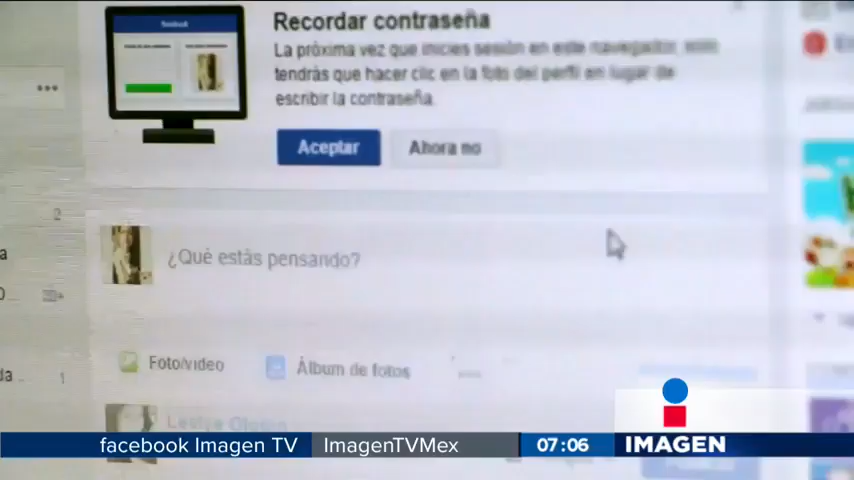 Recordar contraseña
La próxima vez que inicies sesión en este navegador, solo
tendrás que hacer clic en la foto del perfil en lugar de
escribir la contraseña.
Aceptar
Ahora no
2
¿Qué estás pensando?
Foto/video
Álbum de fotos
1
facebook Imagen TV
ImagenTVMex
07:06
IMAGEN